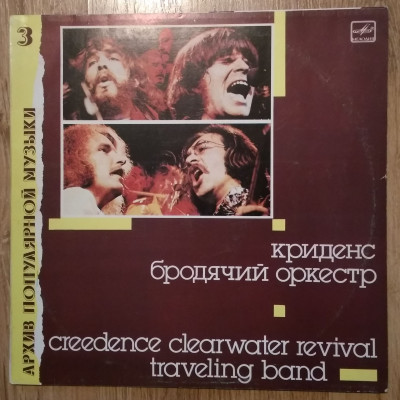 3
АРХИВ ПОПУЛЯРНОЙ МУЗЫКИ
криденс
бродячий оркестр
creedence clearwater revival
traveling band